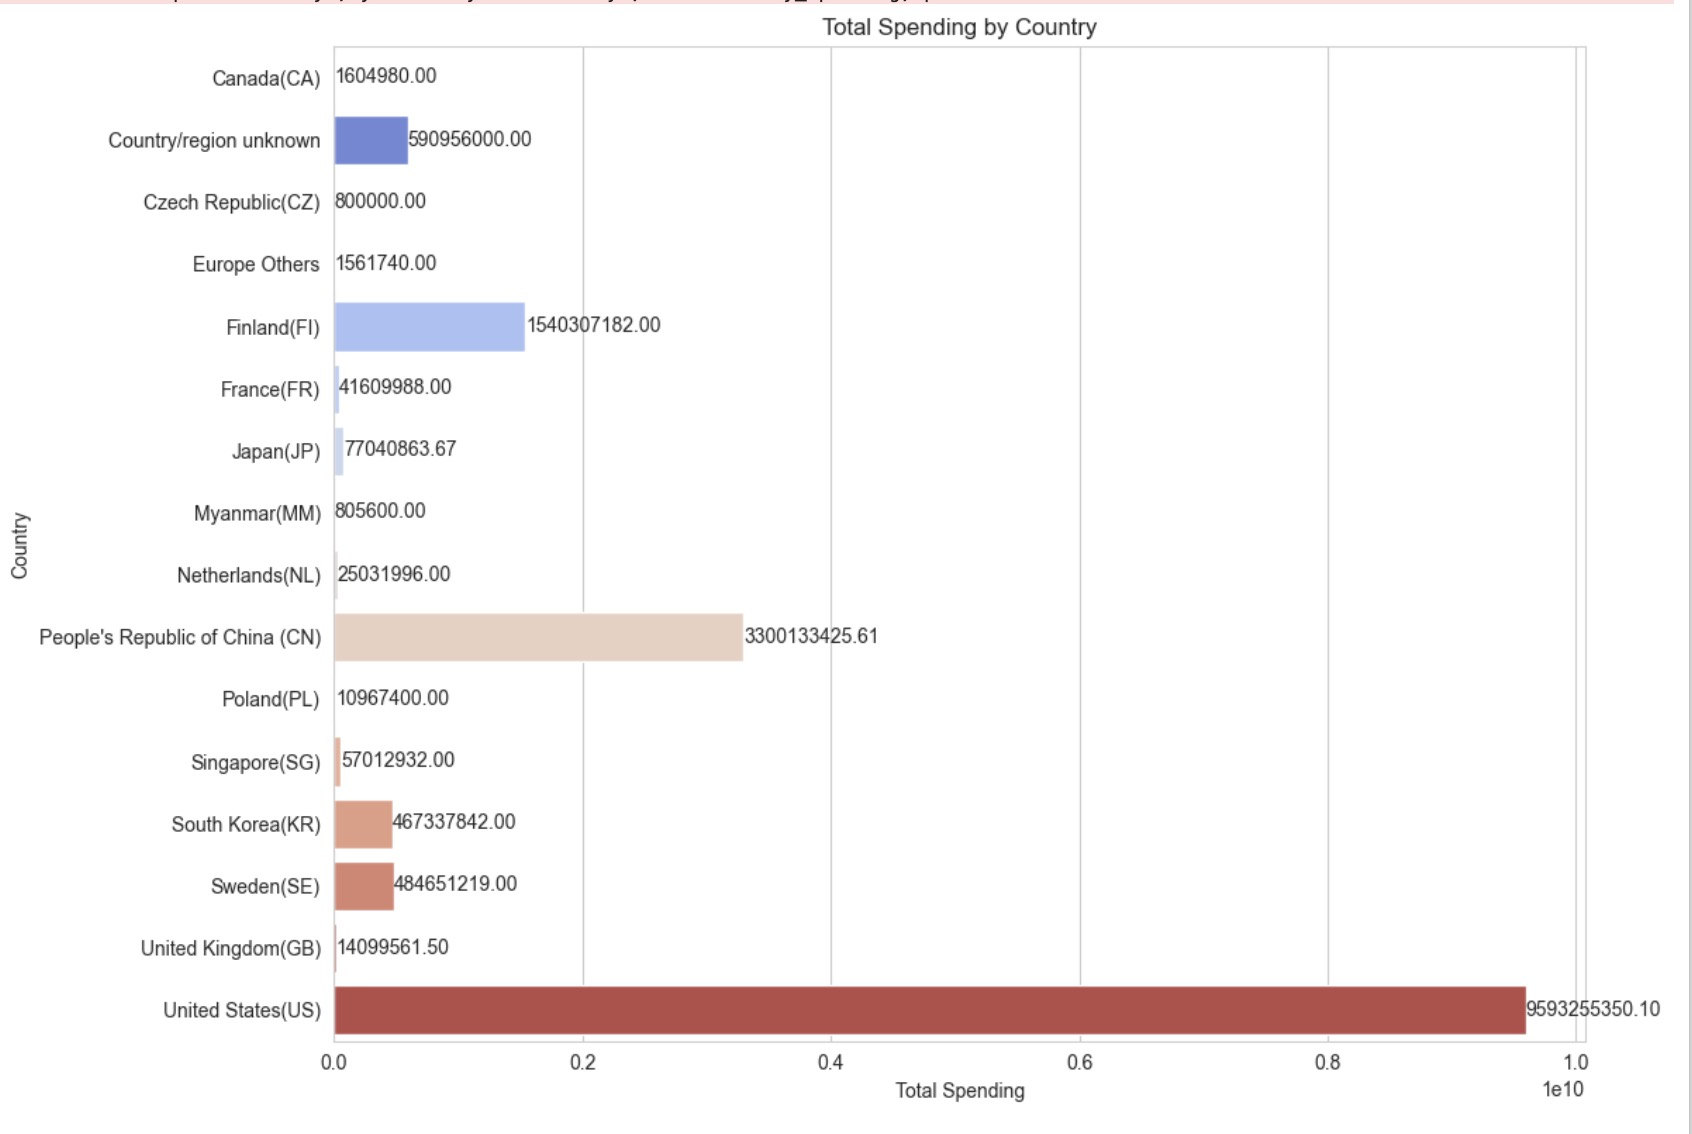 Total Spending by Country
Canada(CA) 1604980.00
Country/region unknown 590956000.00
Czech Republic(CZ) 800000.00
Europe Others 1561740.00
Finland(FI) 1540307182.00
France(FR) 41609988.00
Japan(JP) 77040863.67
Myanmar(MM) 805600.00
Country
Netherlands(NL) 25031996.00
People's Republic of China (CN) 3300133425.61
Poland(PL) 10967400.00
Singapore(SG) 57012932.00
South Korea(KR) 467337842.00
Sweden(SE) 484651219.00
United Kingdom(GB) 14099561.50
United States(US) 9593255350.10
0.0 0.2 0.4 0.6 0.8 1.0
Total Spending
1e10